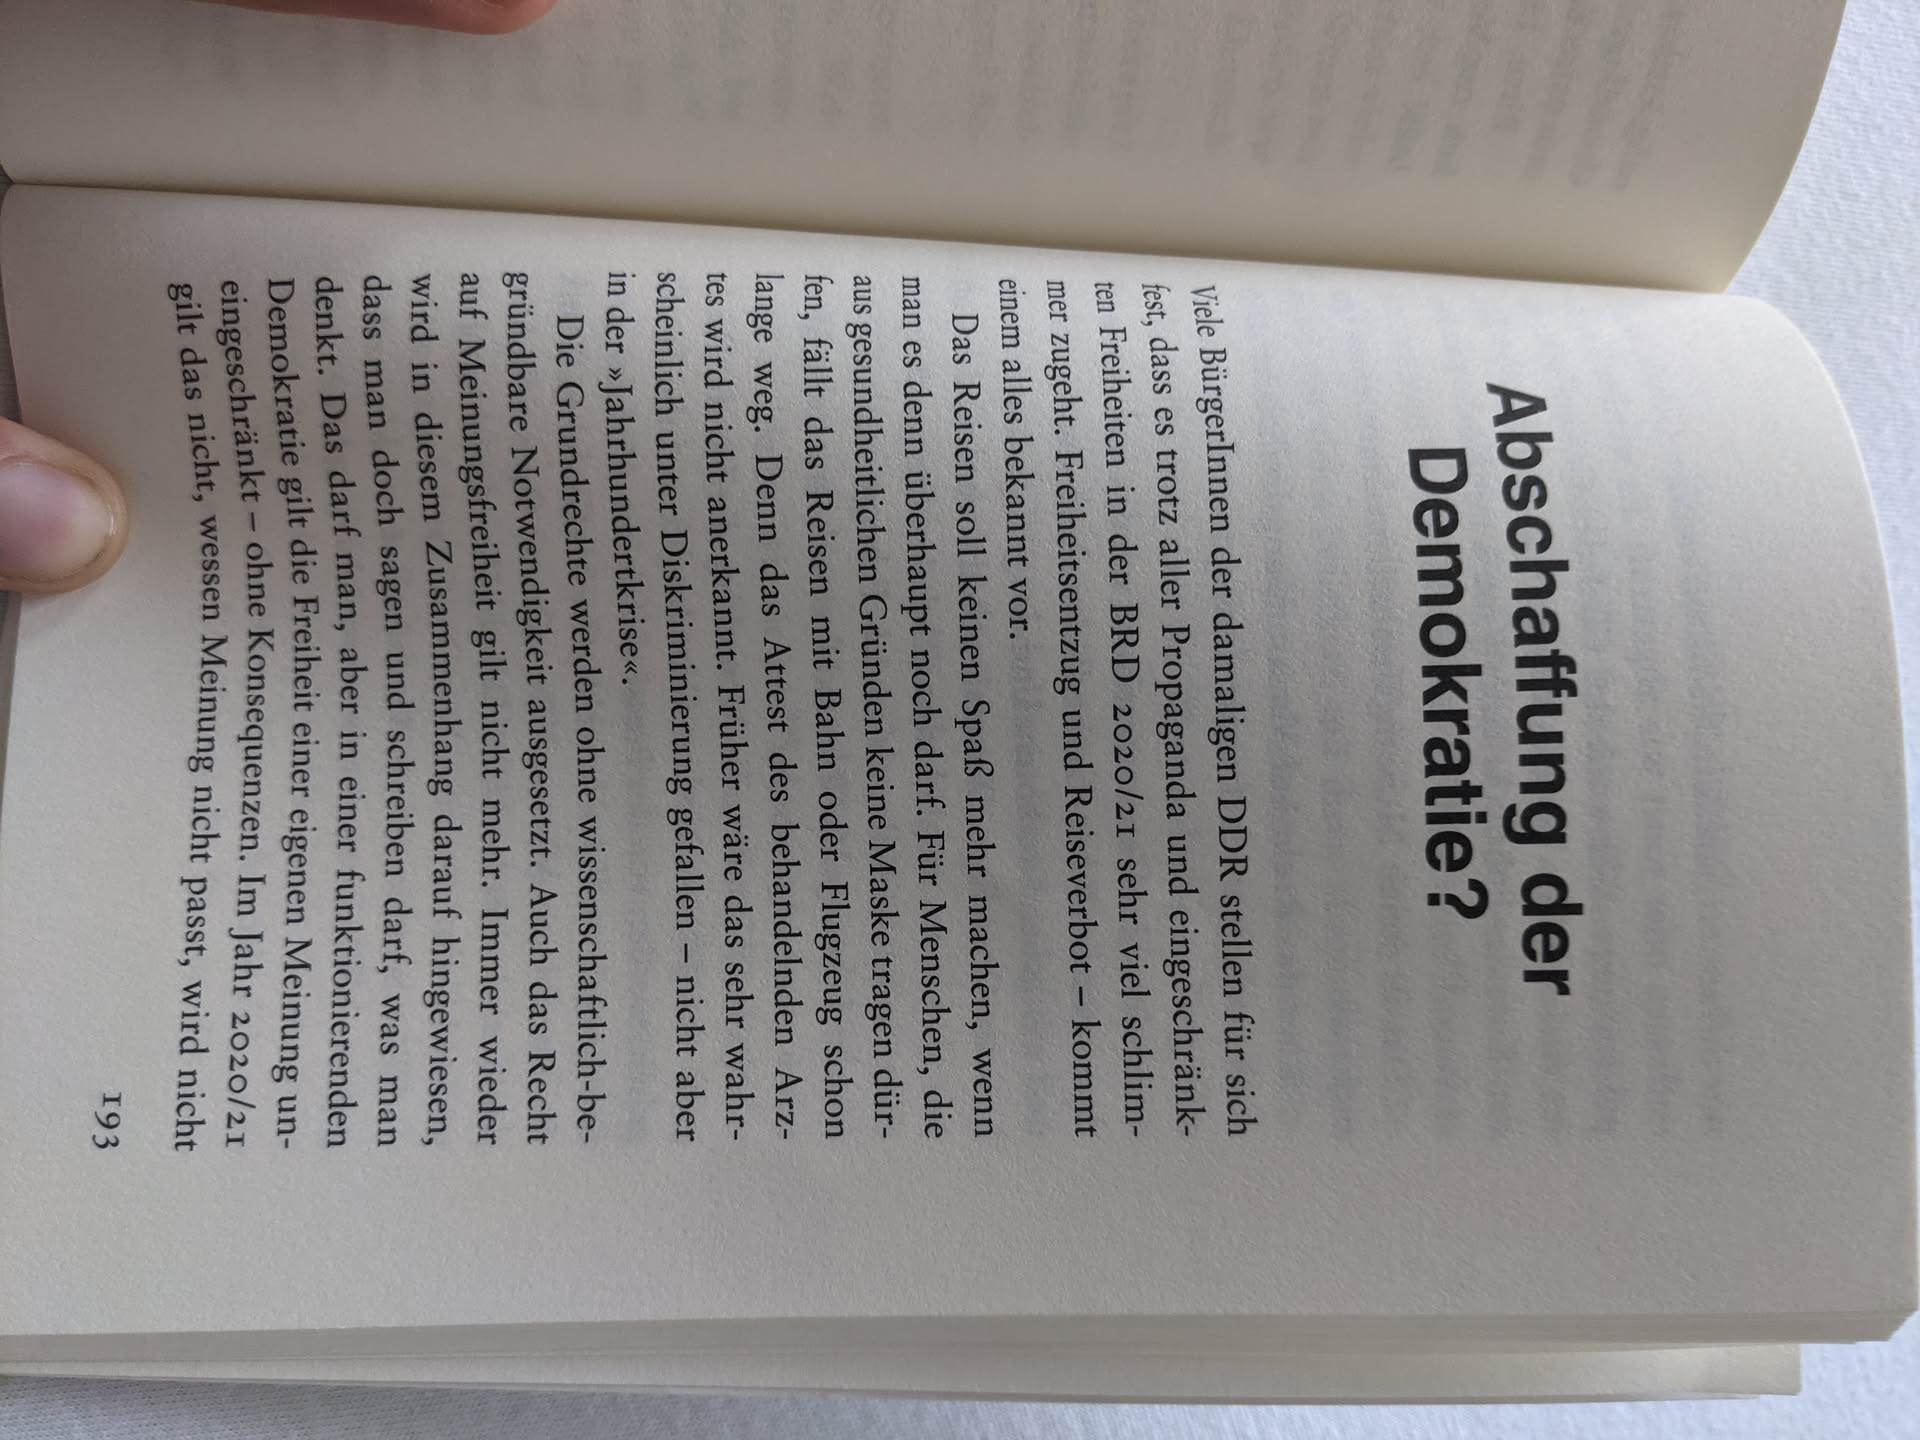 Abschaffung der
Demokratie?
Viele BürgerInnen der damaligen DDR stellen für sich
fest, dass es trotz aller Propaganda und eingeschränk-
ten Freiheiten in der BRD 2020/21 sehr viel schlim-
mer zugeht. Freiheitsentzug und Reiseverbot – kommt
einem alles bekannt vor.
Das Reisen soll keinen Spaß mehr machen, wenn
man es denn überhaupt noch darf. Für Menschen, die
aus gesundheitlichen Gründen keine Maske tragen dür-
fen, fällt das Reisen mit Bahn oder Flugzeug schon
lange weg. Denn das Attest des behandelnden Arz-
tes wird nicht anerkannt. Früher wäre das sehr wahr-
scheinlich unter Diskriminierung gefallen – nicht aber
in der »Jahrhundertkrise«.
Die Grundrechte werden ohne wissenschaftlich-be-
gründbare Notwendigkeit ausgesetzt. Auch das Recht
auf Meinungsfreiheit gilt nicht mehr. Immer wieder
wird in diesem Zusammenhang darauf hingewiesen,
dass man doch sagen und schreiben darf, was man
denkt. Das darf man, aber in einer funktionierenden
Demokratie gilt die Freiheit einer eigenen Meinung un-
eingeschränkt – ohne Konsequenzen. Im Jahr 2020/21
gilt das nicht, wessen Meinung nicht passt, wird nicht
193